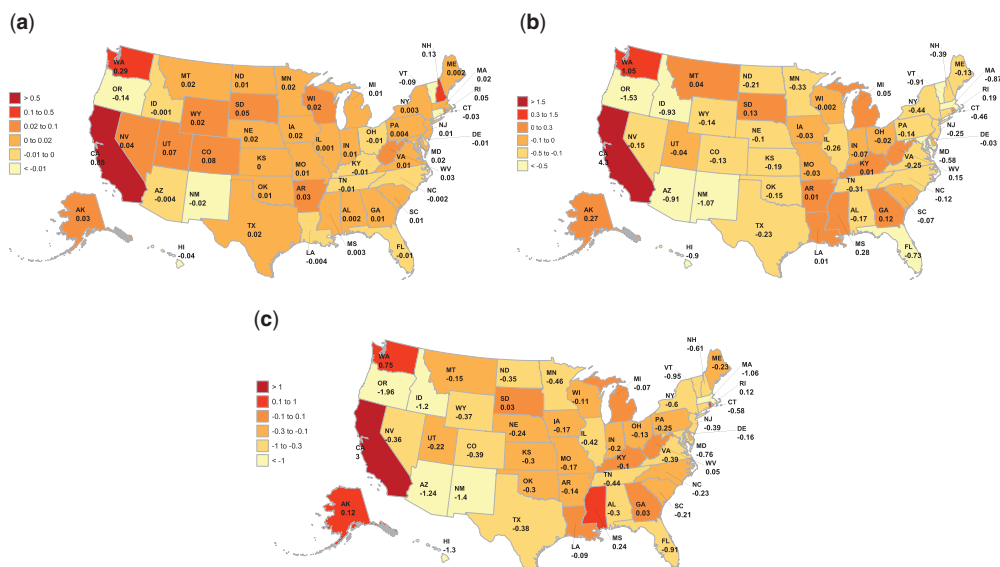 (a)
NH
0.13
WA
0.29
MT
0.02
ND
0.01
MN
0.02
VT
-0.09
ME
0.002
MA
0.02
RI
0.05
CT
-0.03
OR
-0.14
ID
-0.001
WY
0.02
SD
0.05
WI
0.02
MI
0.01
NY
0.003
NJ
0.01
DE
-0.01
> 0.5
0.1 to 0.5
0.02 to 0.1
0 to 0.02
-0.01 to 0
< -0.01
NV
0.04
UT
0.07
CO
0.08
NE
0.02
IA
0.02
IL
0.001
IN
0.01
OH
-0.01
PA
0.004
MD
0.02
WV
0.03
CA
0.85
KS
0
MO
0.01
KY
-0.01
VA
0.01
NC
-0.002
AZ
-0.004
NM
-0.02
OK
0.01
AR
0.03
TN
-0.01
SC
0.01
TX
0.02
LA
-0.004
MS
0.003
AL
0.002
GA
0.01
FL
-0.01
AK
0.03
HI
-0.04
(b)
NH
-0.39
WA
1.05
MT
0.04
ND
-0.21
MN
-0.33
VT
-0.91
ME
-0.13
MA
-0.87
RI
0.19
CT
-0.46
OR
-1.53
ID
-0.93
WY
-0.14
SD
0.13
WI
-0.002
MI
0.01
NY
-0.44
NJ
-0.25
DE
-0.03
> 1.5
0.3 to 1.5
0 to 0.3
-0.1 to 0
-0.5 to -0.1
< -0.5
NV
-0.15
UT
-0.04
CO
-0.13
NE
-0.1
IA
-0.03
IL
-0.26
IN
-0.07
OH
-0.02
PA
-0.14
MD
-0.58
WV
0.15
CA
4.3
KS
-0.19
MO
-0.03
KY
0.01
VA
-0.25
NC
-0.12
AZ
-0.91
NM
-1.07
OK
-0.15
AR
0.01
TN
-0.31
SC
-0.07
TX
-0.23
LA
0.01
MS
0.28
AL
-0.17
GA
0.12
FL
-0.73
AK
0.27
HI
-0.9
(c)
NH
-0.61
WA
0.75
MT
-0.15
ND
-0.35
MN
-0.46
VT
-0.95
ME
-0.23
MA
-1.06
RI
0.12
CT
-0.58
OR
-1.96
ID
-1.2
WY
-0.37
SD
0.03
WI
-0.11
MI
-0.07
NY
-0.6
NJ
-0.39
DE
-0.16
> 1
0.1 to 1
-0.1 to 0.1
-0.3 to -0.1
-1 to -0.3
< -1
NV
-0.36
UT
-0.22
CO
-0.39
NE
-0.24
IA
-0.17
IL
-0.42
IN
-0.2
OH
-0.13
PA
-0.25
MD
-0.76
WV
0.05
CA
3
KS
-0.3
MO
-0.17
KY
-0.1
VA
-0.39
NC
-0.23
AZ
-1.24
NM
-1.4
OK
-0.3
AR
-0.14
TN
-0.44
SC
-0.21
TX
-0.38
LA
-0.09
MS
0.24
AL
-0.3
GA
0.03
FL
-0.91
AK
0.12
HI
-1.3